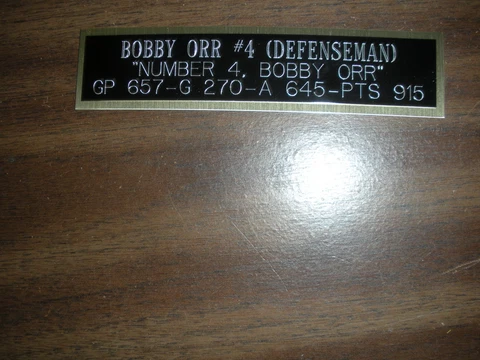 BOBBY ORR #4 (DEFENSEMAN)
"NUMBER 4, BOBBY ORR"
GP 657-G 270-A 645-PTS 915